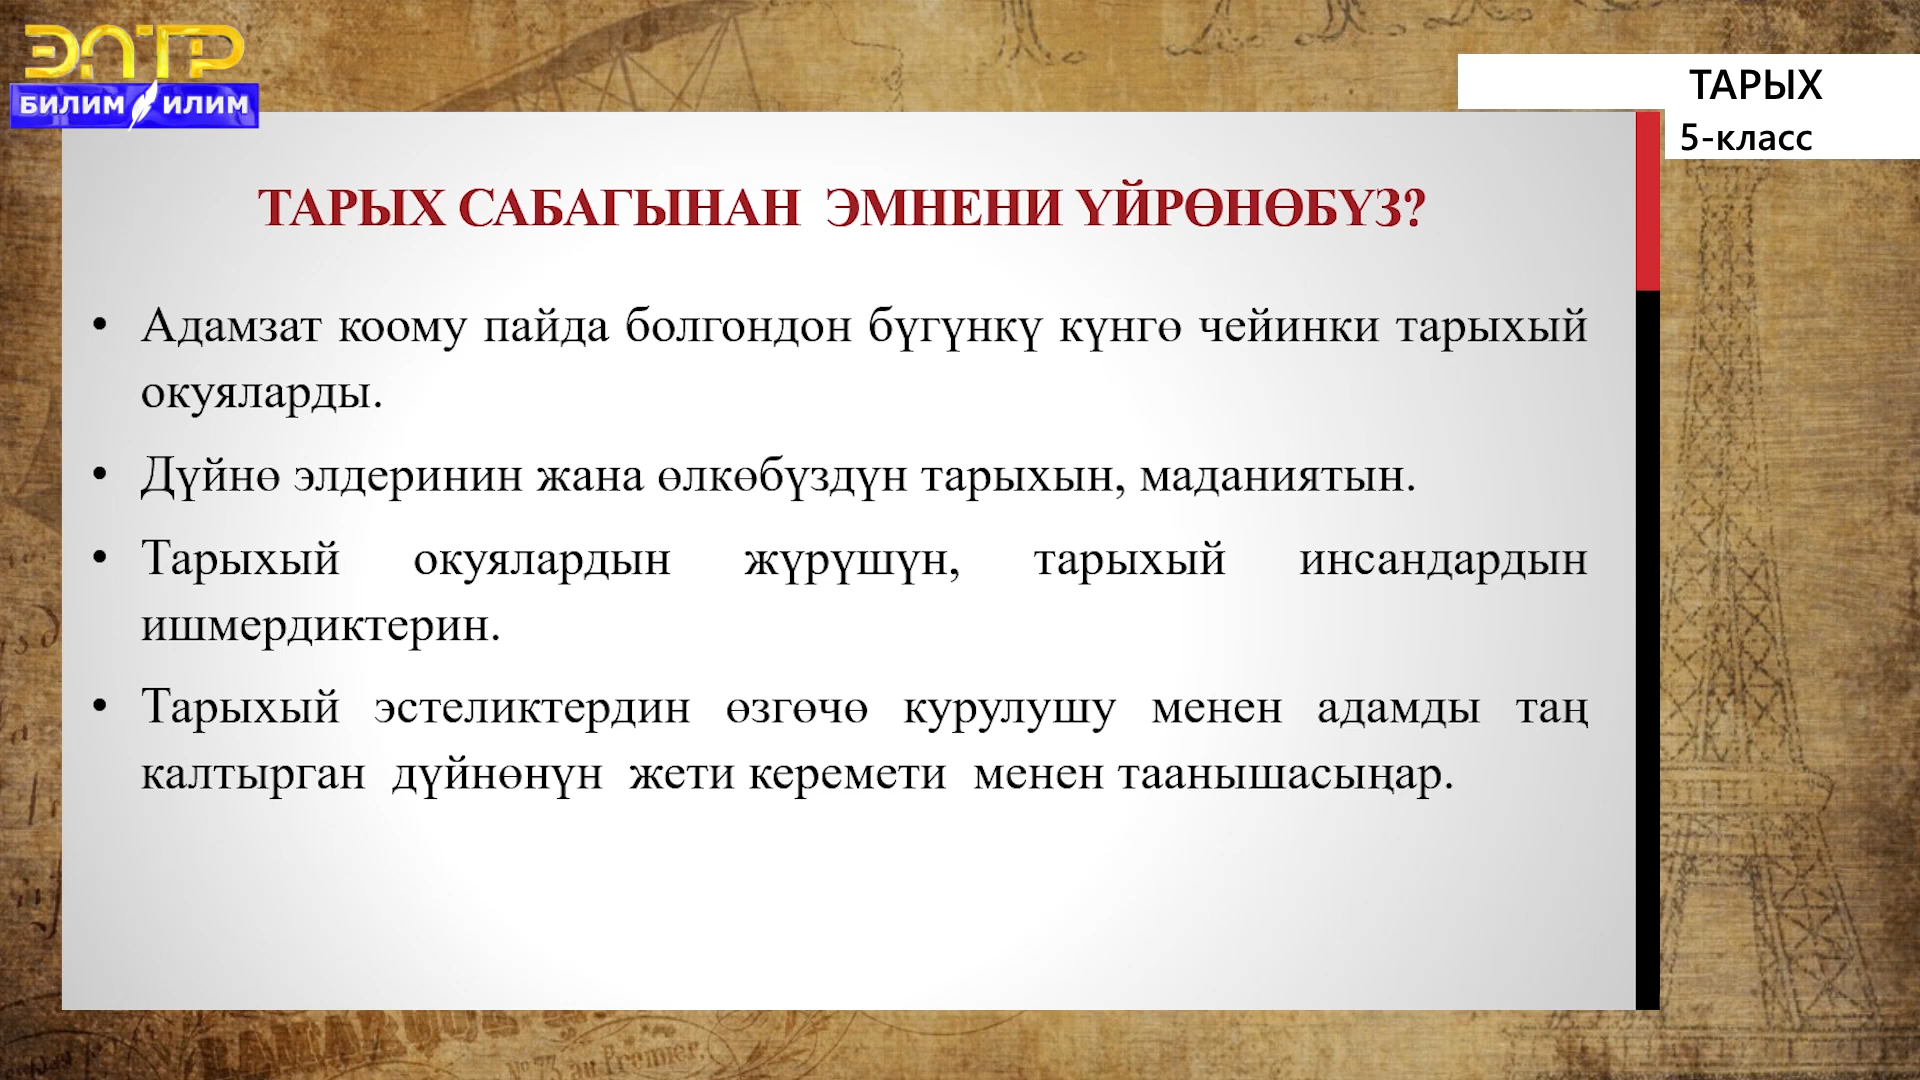 ЭЛТР
БИЛИМ ИЛИМ
ТАРЫХ
5-класс
ТАРЫХ САБАГЫНАН ЭМНЕНИ ҮЙРӨНӨБҮЗ?
• Адамзат коому пайда болгондон бүгүнкү күнгө чейинки тарыхый
окуяларды.
• Дүйнө элдеринин жана өлкөбүздүн тарыхын, маданиятын.
• Тарыхый окуялардын жүрүшүн, тарыхый инсандардын
ишмердиктерин.
• Тарыхый эстеликтердин өзгөчө курулушу менен адамды таң
калтырган дүйнөнүн жети керемети менен таанышасыңар.